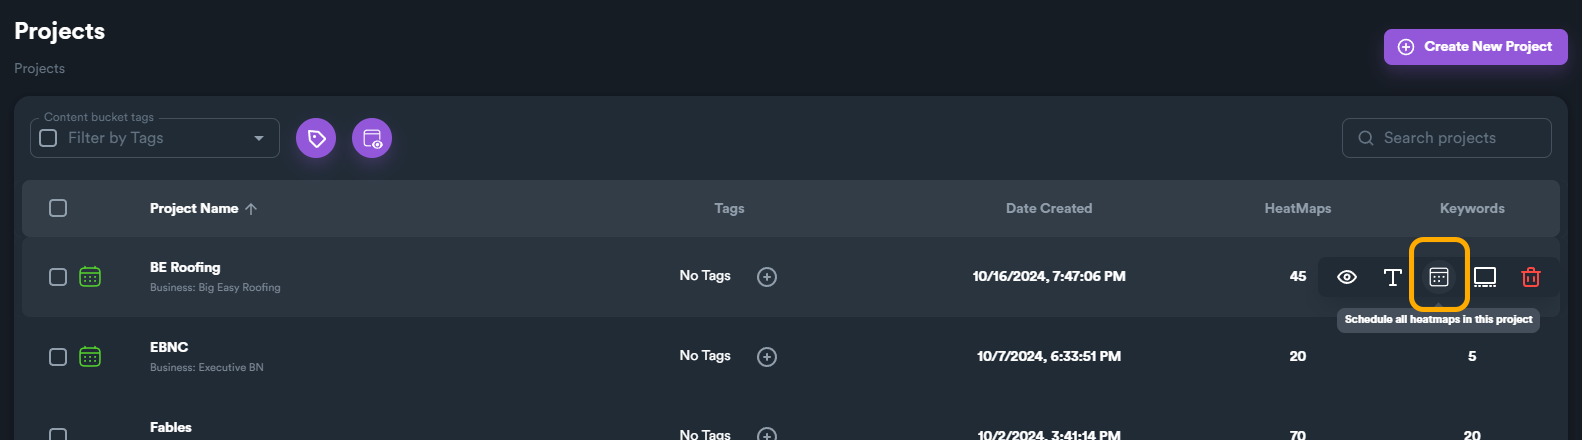 Projects
Create New Project
Projects
Content bucket tags
Filter by Tags
Search projects
Project Name Tags Date Created HeatMaps Keywords
BE Roofing
Business: Big Easy Roofing
No Tags 10/16/2024, 7:47:06 PM 45
Schedule all heatmaps in this project
EBNC
Business: Executive BN
No Tags 10/7/2024, 6:33:51 PM 20 5
Fables
No Tags 10/2/2024, 3:41:14 PM 70 20